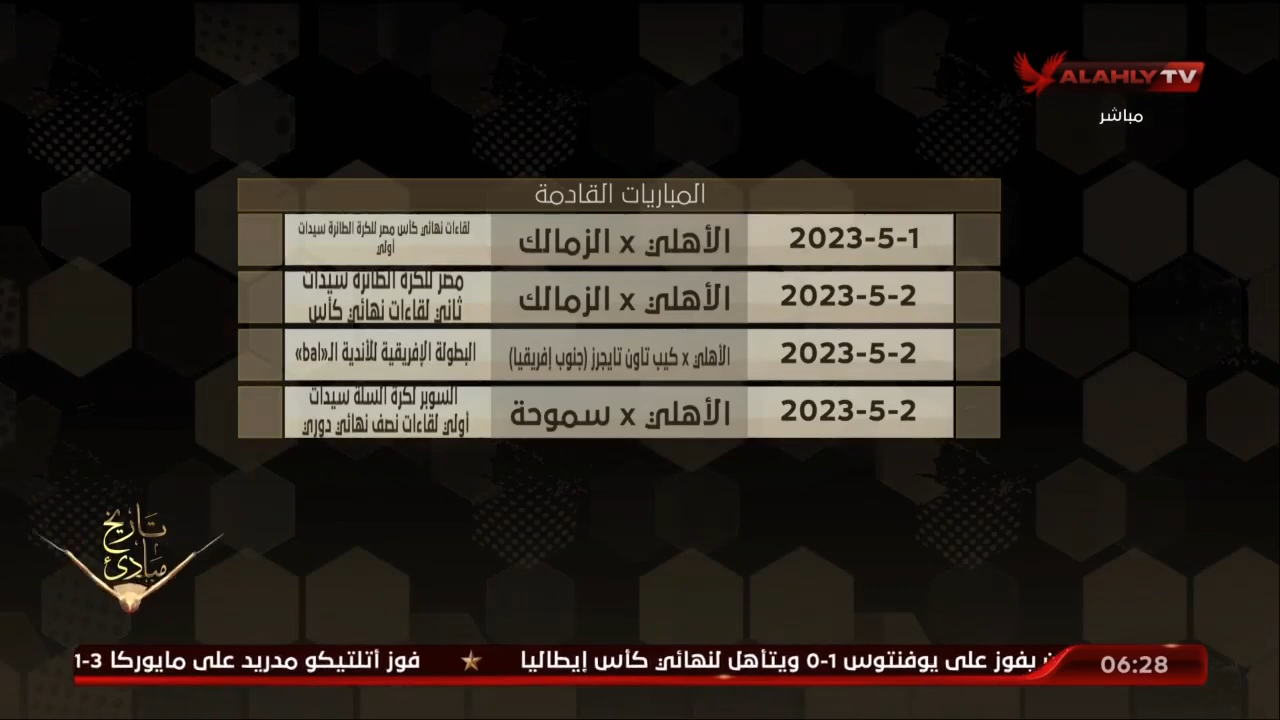 ALAHLY TV
مباشر
المباريات القادمة
2023-5-1
الأهلي x الزمالك
لقاءات نهائي كأس مصر للكرة الطائرة سيدات
أولي
2023-5-2
الأهلي x الزمالك
مصر للكرة الطائرة سيدات
ثاني لقاءات نهائي كأس
2023-5-2
الأهلي x كيب تاون تايجرز (جنوب إفريقيا)
البطولة الإفريقية للأندية الـ«bal»
2023-5-2
الأهلي x سموحة
السوبر لكرة السلة سيدات
أولي لقاءات نصف نهائي دوري
تاريخ
مبادئ
06:28
بفوز على يوفنتوس 1-0 ويتأهل لنهائي كأس إيطاليا
فوز أتلتيكو مدريد على مايوركا 3-1